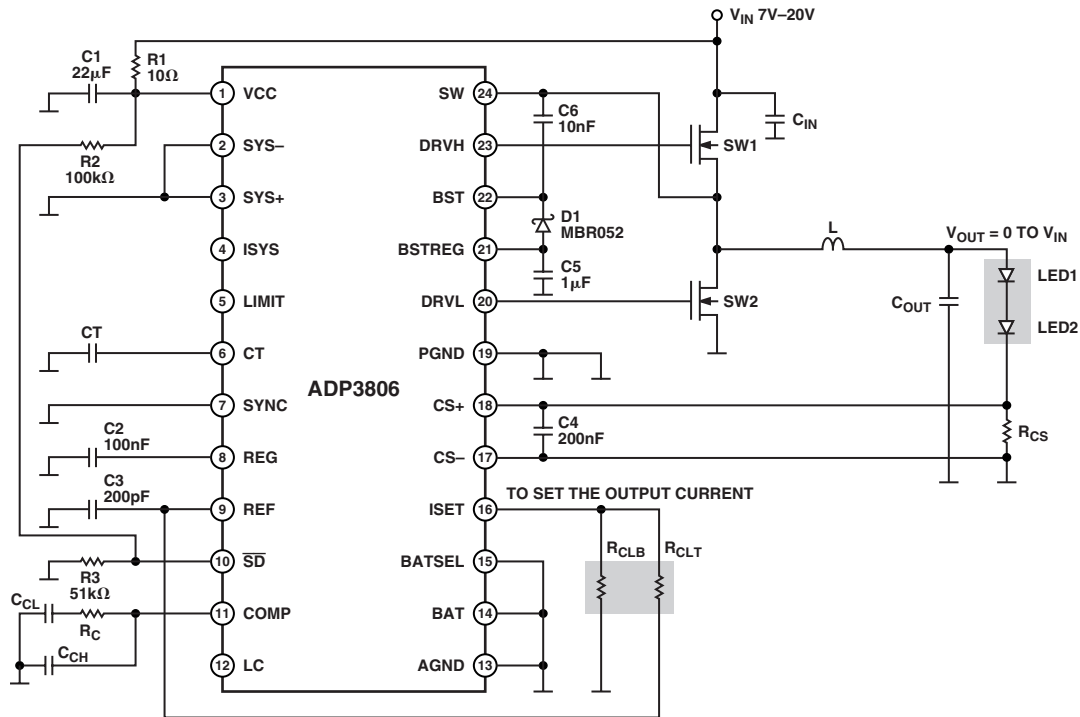 V_IN 7V–20V
C1
22µF
R1
10Ω
1 VCC
SW 24
C6
10nF
C_IN
2 SYS–
DRVH 23
SW1
R2
100kΩ
3 SYS+
BST 22
D1
MBR052
4 ISYS
BSTREG 21
L
V_OUT = 0 TO V_IN
C5
1µF
LED1
5 LIMIT
DRVL 20
SW2
C_OUT
LED2
CT
6 CT
PGND 19
ADP3806
7 SYNC
CS+ 18
C4
200nF
R_CS
C2
100nF
8 REG
CS– 17
C3
200pF
TO SET THE OUTPUT CURRENT
9 REF
ISET 16
R_CLB
R_CLT
10 SD
BATSEL 15
R3
51kΩ
C_CL
R_C
11 COMP
BAT 14
C_CH
12 LC
AGND 13